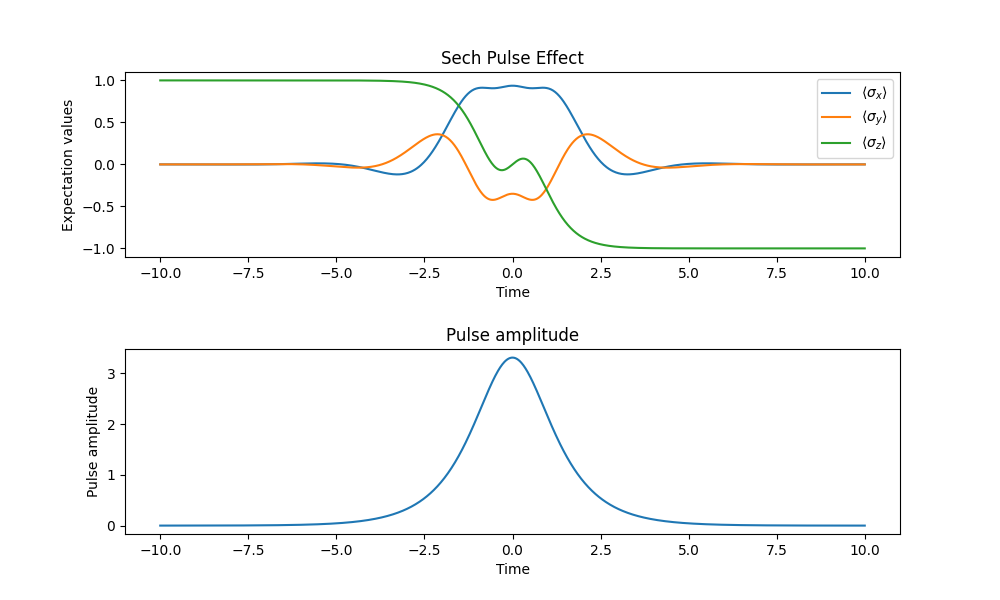 Sech Pulse Effect
Expectation values
1.0
0.5
0.0
−0.5
−1.0
⟨σx⟩
⟨σy⟩
⟨σz⟩
−10.0 −7.5 −5.0 −2.5 0.0 2.5 5.0 7.5 10.0
Time
Pulse amplitude
Pulse amplitude
3
2
1
0
−10.0 −7.5 −5.0 −2.5 0.0 2.5 5.0 7.5 10.0
Time